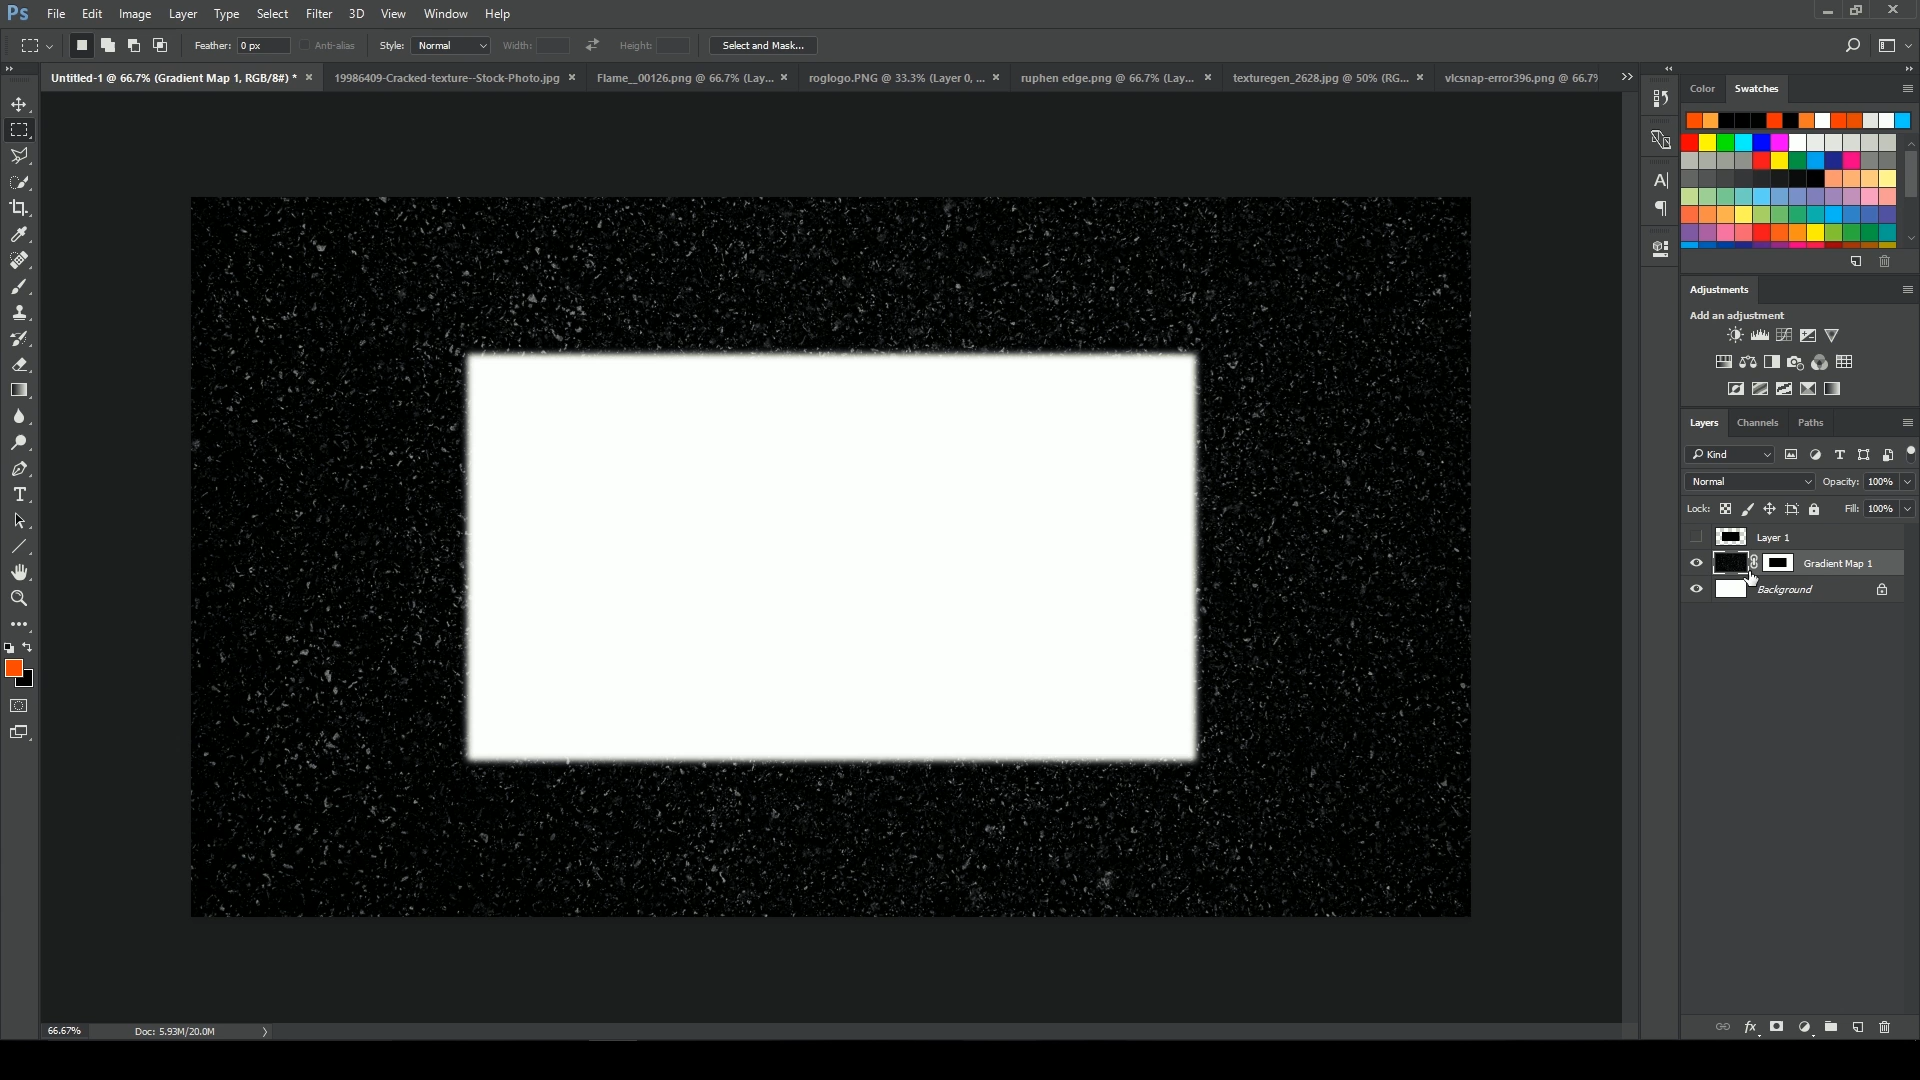 Ps File Edit Image Layer Type Select Filter 3D View Window Help
Feather: 0 px Anti-alias Style: Normal Width: Height: Select and Mask...
Untitled-1 @ 66.7% (Gradient Map 1, RGB/8#) * × 19986409-Cracked-texture--Stock-Photo.jpg × Flame__00126.png @ 66.7% (Lay... × roglogo.PNG @ 33.3% (Layer 0, ... × ruphen edge.png @ 66.7% (Lay... × texturegen_2628.jpg @ 50% (RG... × vlcsnap-error396.png @ 66.7%
Color Swatches
Adjustments
Add an adjustment
Layers Channels Paths
Kind
Normal Opacity: 100%
Lock: Fill: 100%
Layer 1
Gradient Map 1
Background
66.67% Doc: 5.93M/20.0M